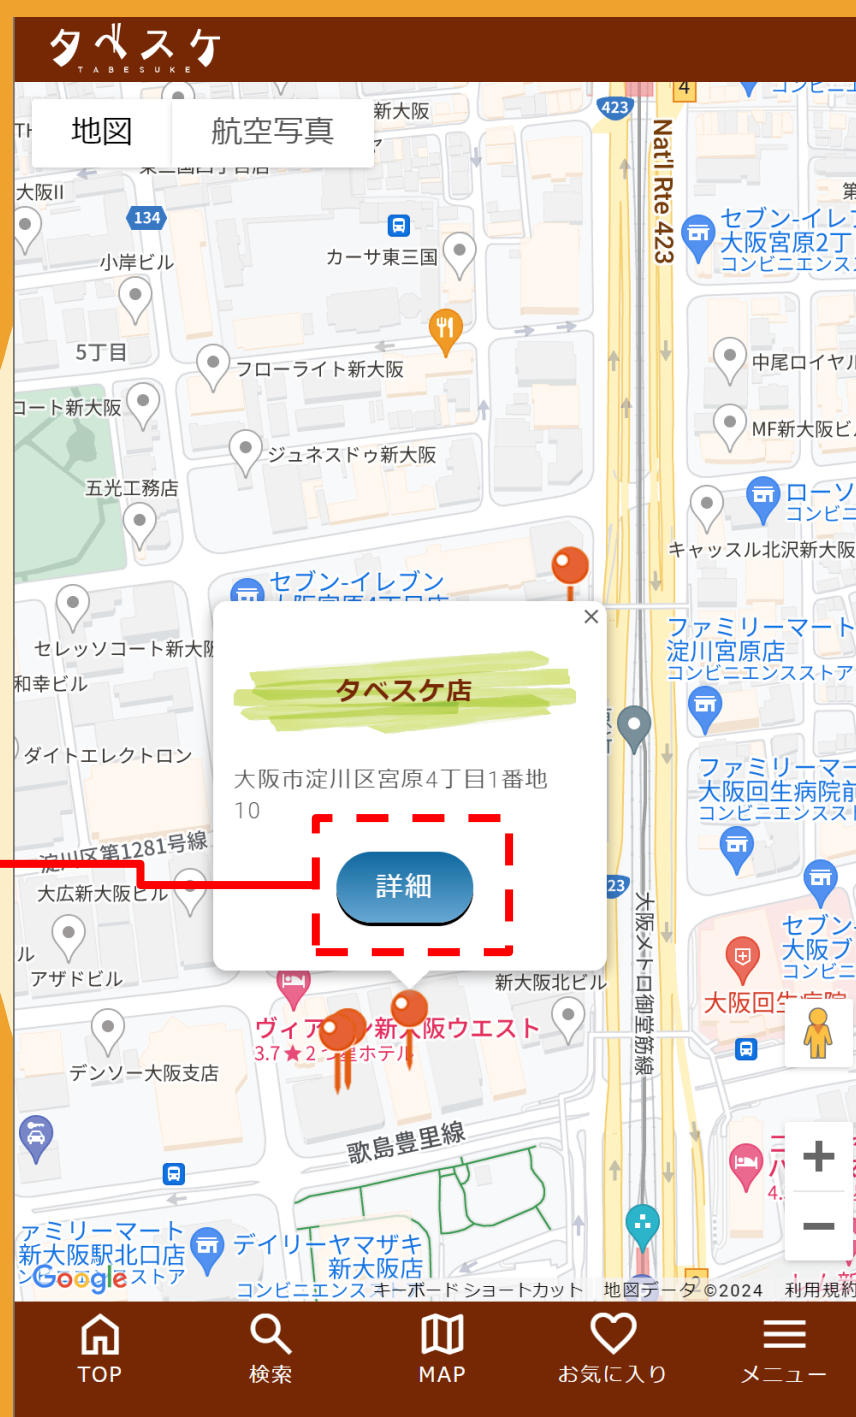 タベスケ
TABESUKE
地図
航空写真
新大阪
423
4
Nat'l Rte 423
大阪II
134
小岸ビル
カーサ東三国
セブン-イレブ
大阪宮原2丁
コンビニエンスス
5丁目
フローライト新大阪
中尾ロイヤル
コート新大阪
MF新大阪ビ
ジュネスドゥ新大阪
五光工務店
ローソ
コンビニ
キャッスル北沢新大阪
セブン-イレブン
セレッソコート新大阪
和幸ビル
ファミリーマート
淀川宮原店
コンビニエンスストア
タベスケ店
ダイトエレクトロン
大阪市淀川区宮原4丁目1番地
10
ファミリーマー
大阪回生病院前
コンビニエンススト
淀川区第1281号線
詳細
大広新大阪ビル
23
大阪メトロ御堂筋線
セブン-
大阪ブ
コンビニ
アザドビル
新大阪北ビル
大阪回生病院
ヴィアイン新大阪ウエスト
3.7★2つ星ホテル
デンソー大阪支店
歌島豊里線
ァミリーマート
新大阪駅北口店
デイリーヤマザキ
新大阪店
コンビニエンス
ストア
Google
キーボード ショートカット
地図データ ©2024
利用規約
TOP
検索
MAP
お気に入り
メニュー